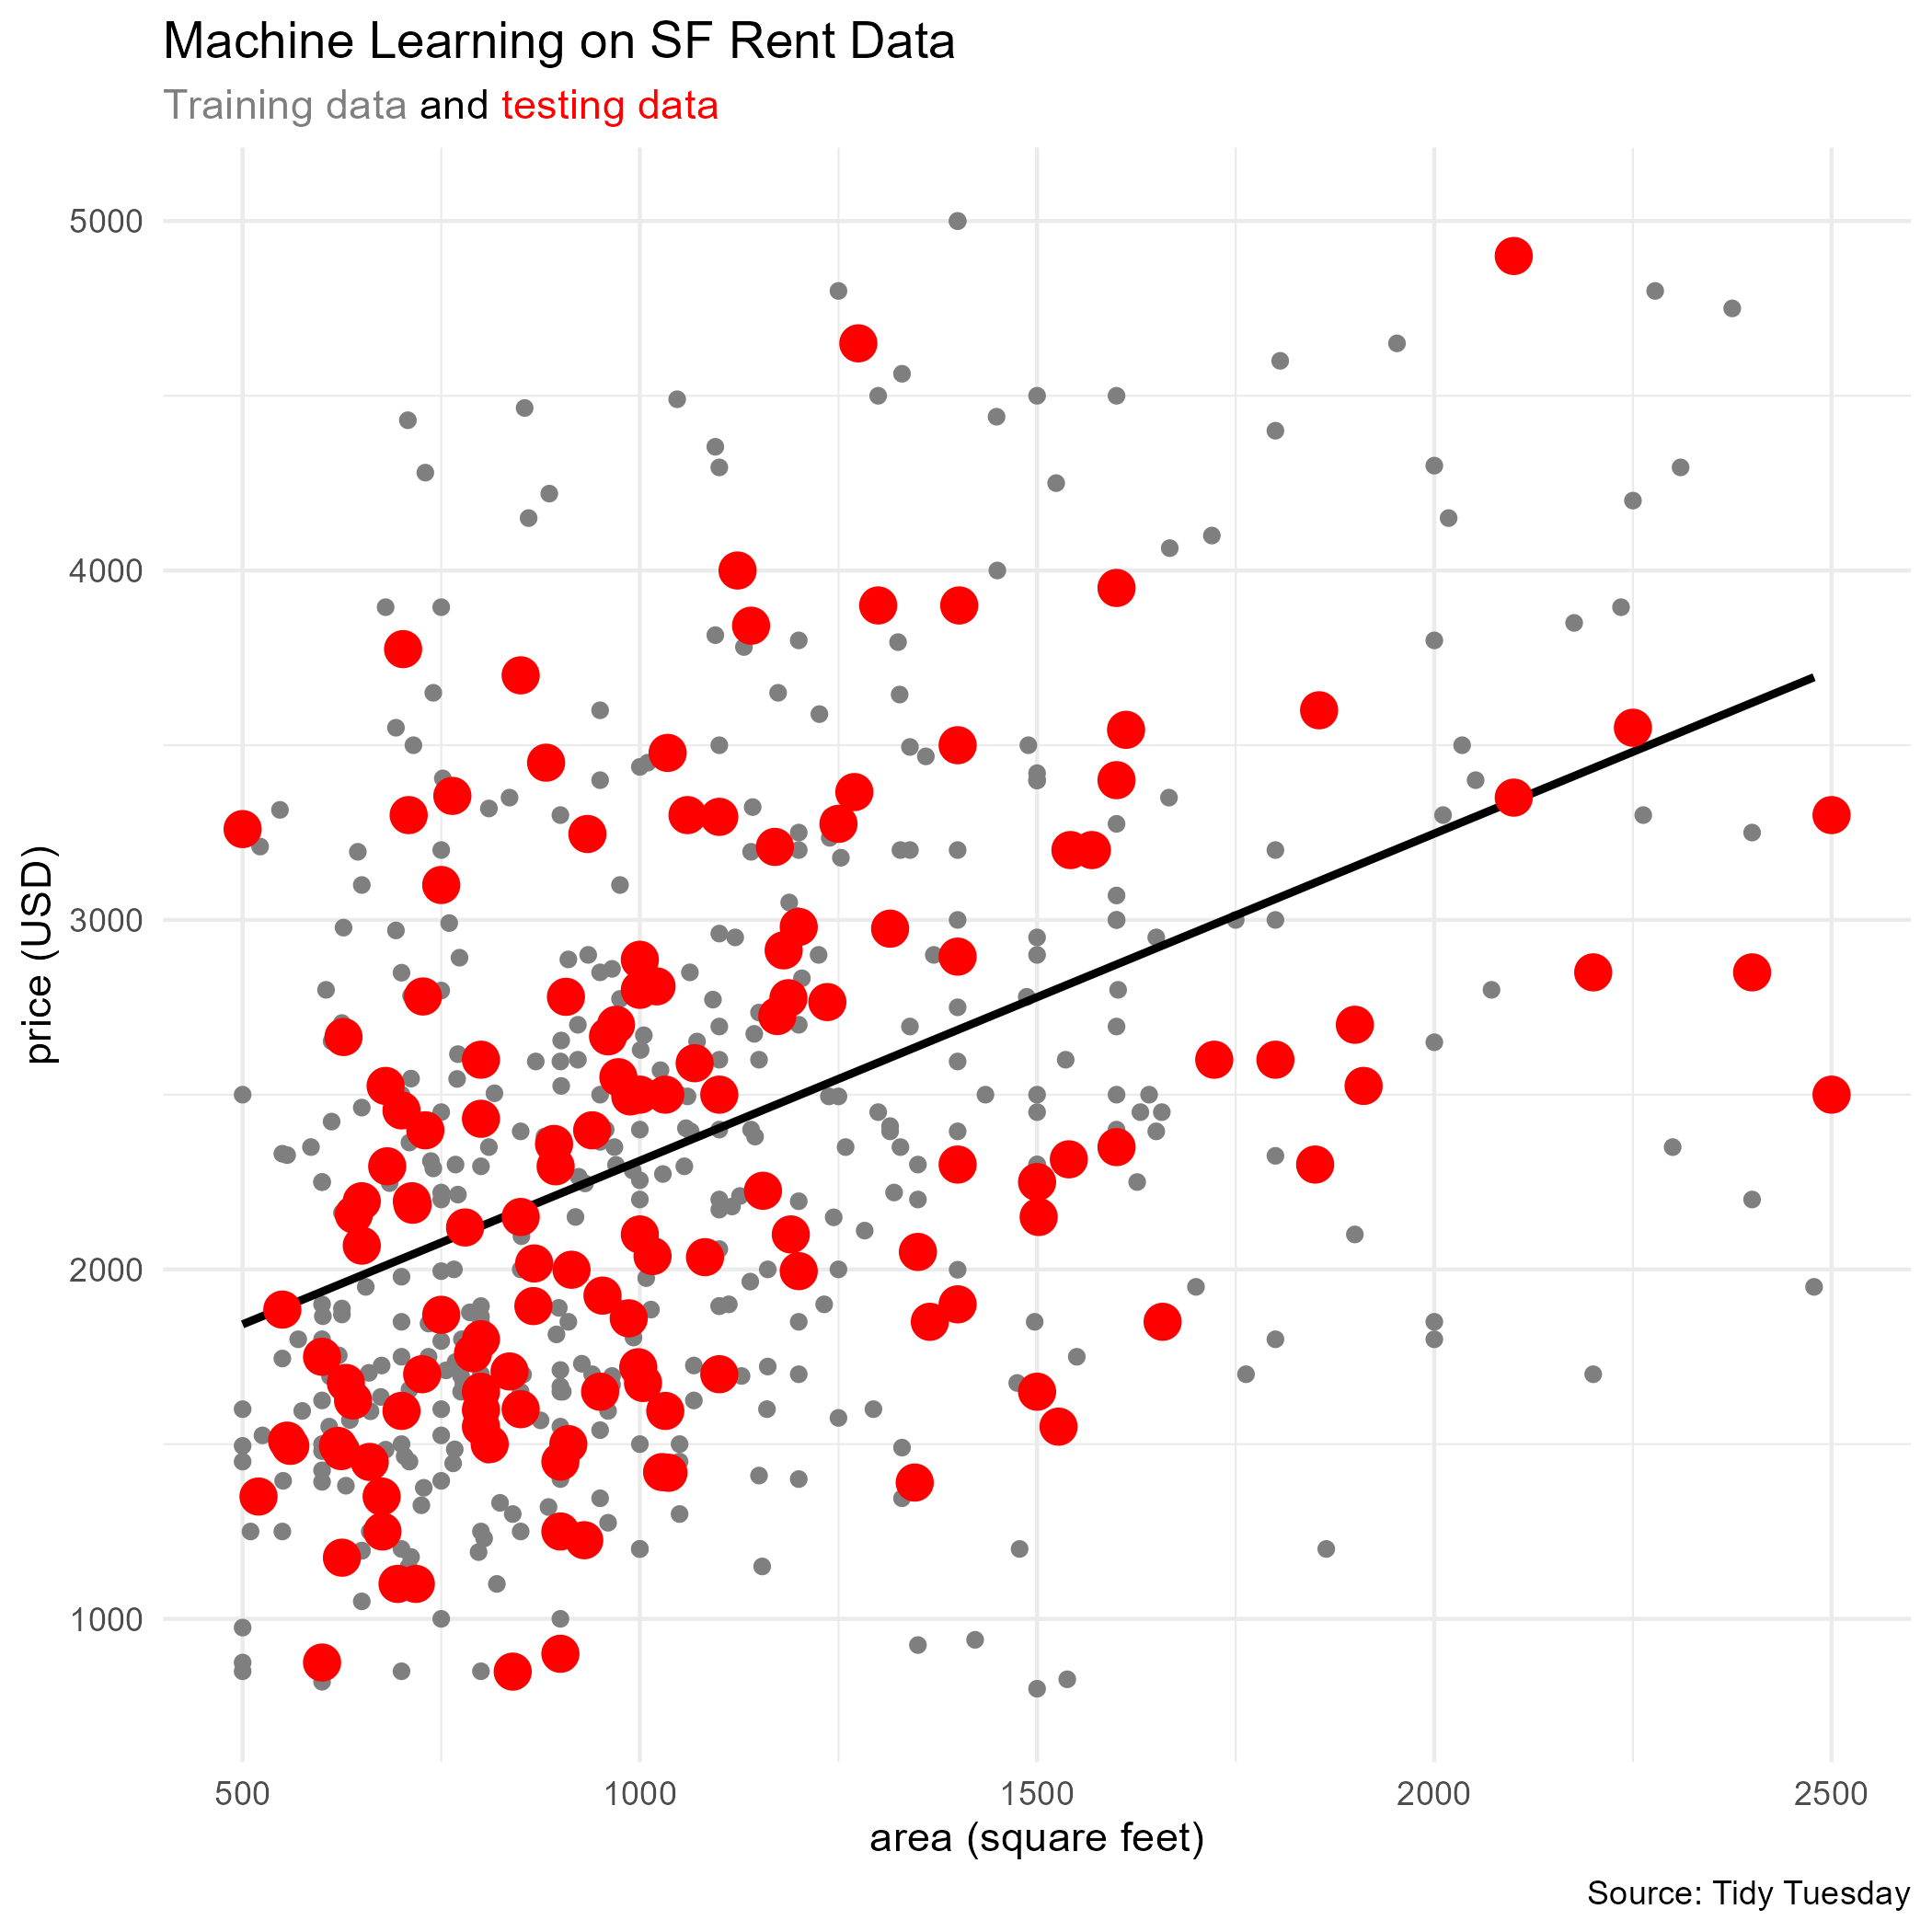 Machine Learning on SF Rent Data
Training data and testing data
price (USD)
5000
4000
3000
2000
1000
500 1000 1500 2000 2500
area (square feet)
Source: Tidy Tuesday